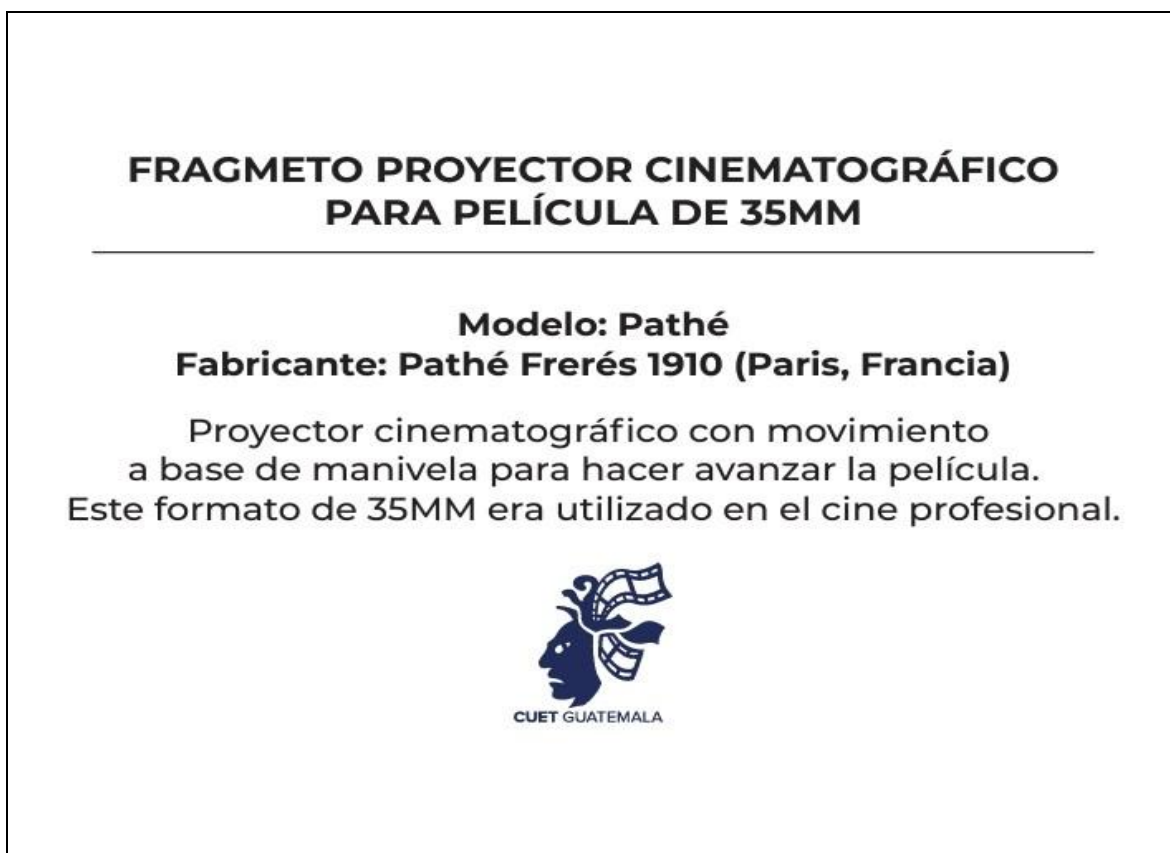 FRAGMETO PROYECTOR CINEMATOGRÁFICO
PARA PELÍCULA DE 35MM
Modelo: Pathé
Fabricante: Pathé Frerés 1910 (Paris, Francia)
Proyector cinematográfico con movimiento
a base de manivela para hacer avanzar la película.
Este formato de 35MM era utilizado en el cine profesional.
CUET GUATEMALA